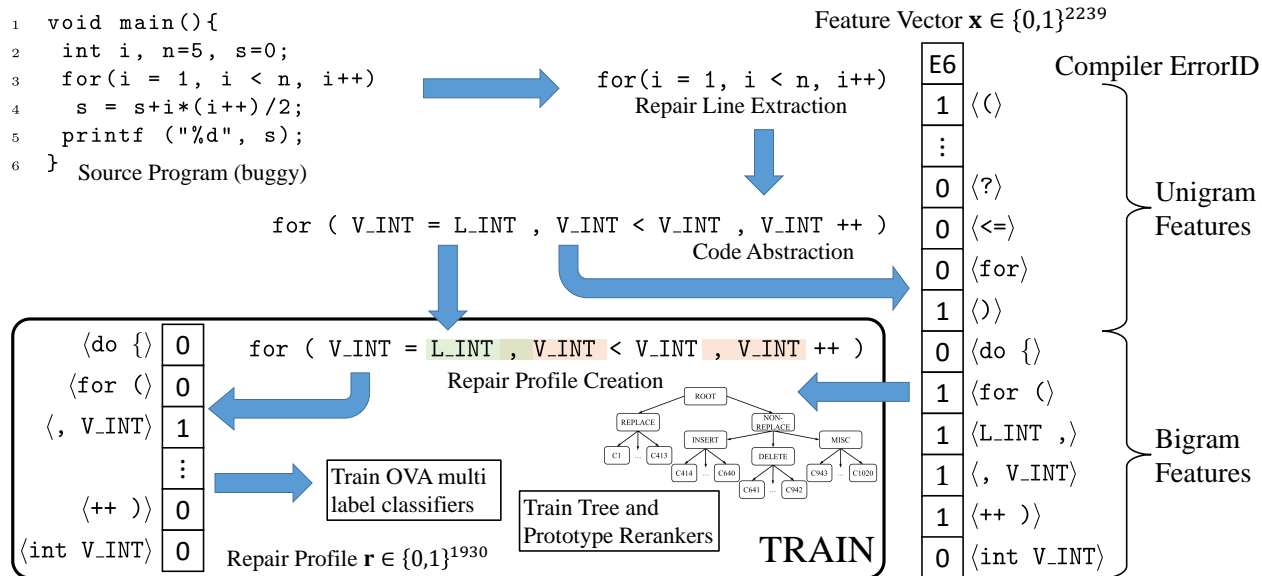 1 void main(){
2 int i, n=5, s=0;
3 for(i = 1, i < n, i++)
4 s = s+i*(i++)/2;
5 printf ("%d", s);
6 }
Source Program (buggy)
for(i = 1, i < n, i++)
Repair Line Extraction
for ( V_INT = L_INT , V_INT < V_INT , V_INT ++ )
Code Abstraction
Feature Vector x ∈ {0,1}^2239
E6 Compiler ErrorID
1 ⟨(⟩
⋮
0 ⟨?⟩
0 ⟨<=⟩
0 ⟨for⟩
1 ⟨)⟩
Unigram
Features
0 ⟨do {⟩
1 ⟨for (⟩
1 ⟨L_INT ,⟩
1 ⟨, V_INT⟩
1 ⟨++ )⟩
0 ⟨int V_INT⟩
Bigram
Features
⟨do {⟩ 0
⟨for (⟩ 0
⟨, V_INT⟩ 1
⋮
⟨++ )⟩ 0
⟨int V_INT⟩ 0
for ( V_INT = L_INT , V_INT < V_INT , V_INT ++ )
Repair Profile Creation
ROOT
REPLACE
NON-
REPLACE
INSERT
MISC
C1 ... C413
DELETE
C414 ... C640
C943 ... C1020
C641 ... C942
Train OVA multi
label classifiers
Train Tree and
Prototype Rerankers
Repair Profile r ∈ {0,1}^1930
TRAIN